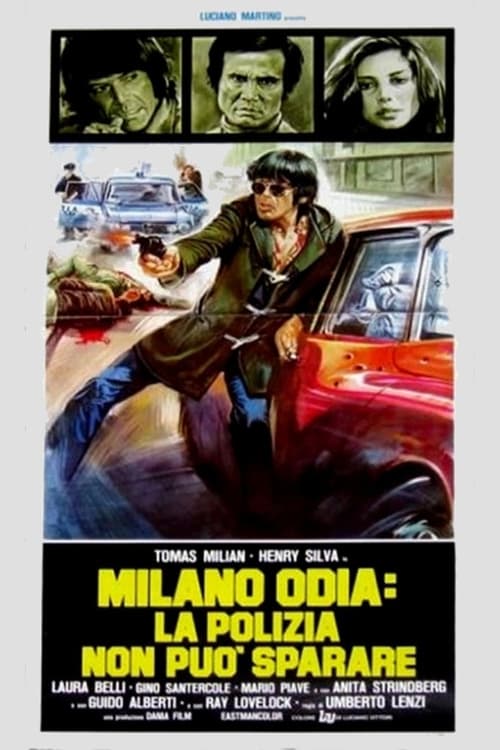 LUCIANO MARTINO presenta
TOMAS MILIAN · HENRY SILVA in
MILANO ODIA:
LA POLIZIA
NON PUO' SPARARE
LAURA BELLI · GINO SANTERCOLE · MARIO PIAVE e con ANITA STRINDBERG
e con GUIDO ALBERTI · e con RAY LOVELOCK · regia di UMBERTO LENZI
una produzione DANIA FILM EASTMANCOLOR COLORE DI LUCIANO VITTORI